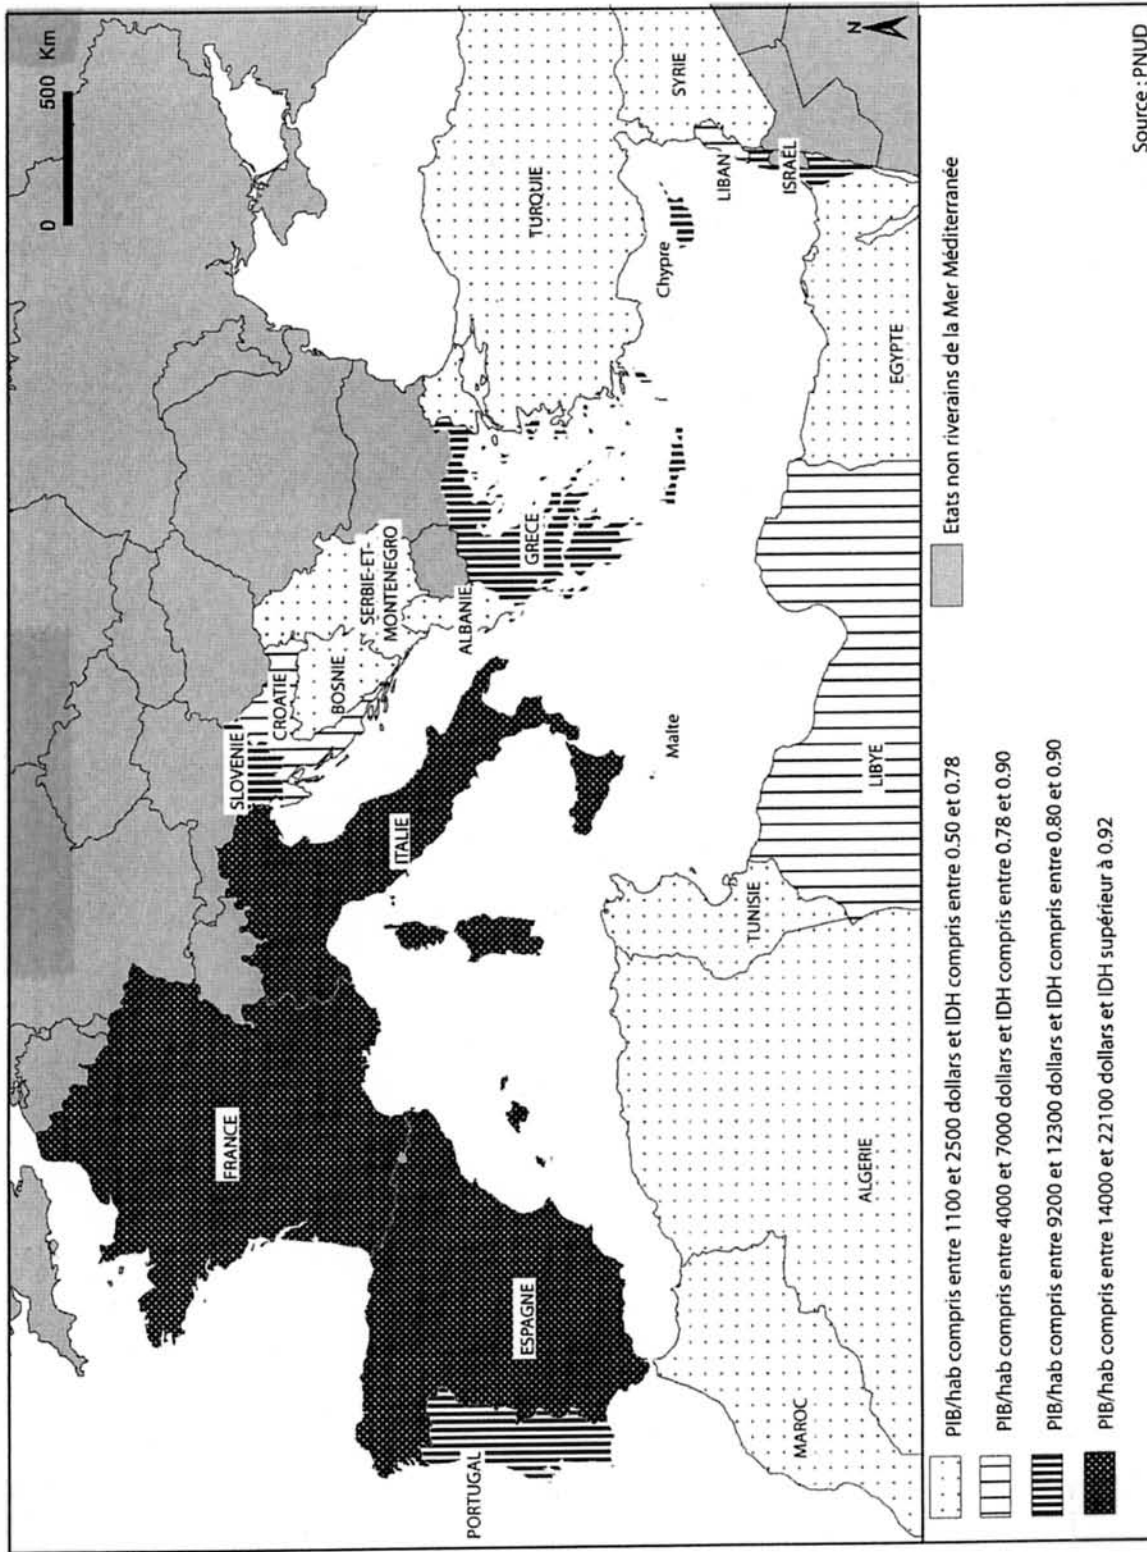 0 500 Km
N
FRANCE
SLOVENIE
CROATIE
BOSNIE
SERBIE-ET-
MONTENEGRO
ITALIE
ALBANIE
GRECE
TURQUIE
PORTUGAL
ESPAGNE
Chypre
SYRIE
LIBAN
ISRAËL
Malte
MAROC
ALGERIE
TUNISIE
LIBYE
EGYPTE
PIB/hab compris entre 1100 et 2500 dollars et IDH compris entre 0.50 et 0.78
PIB/hab compris entre 4000 et 7000 dollars et IDH compris entre 0.78 et 0.90
PIB/hab compris entre 9200 et 12300 dollars et IDH compris entre 0.80 et 0.90
PIB/hab compris entre 14000 et 22100 dollars et IDH supérieur à 0.92
Etats non riverains de la Mer Méditerranée
Source : PNUD